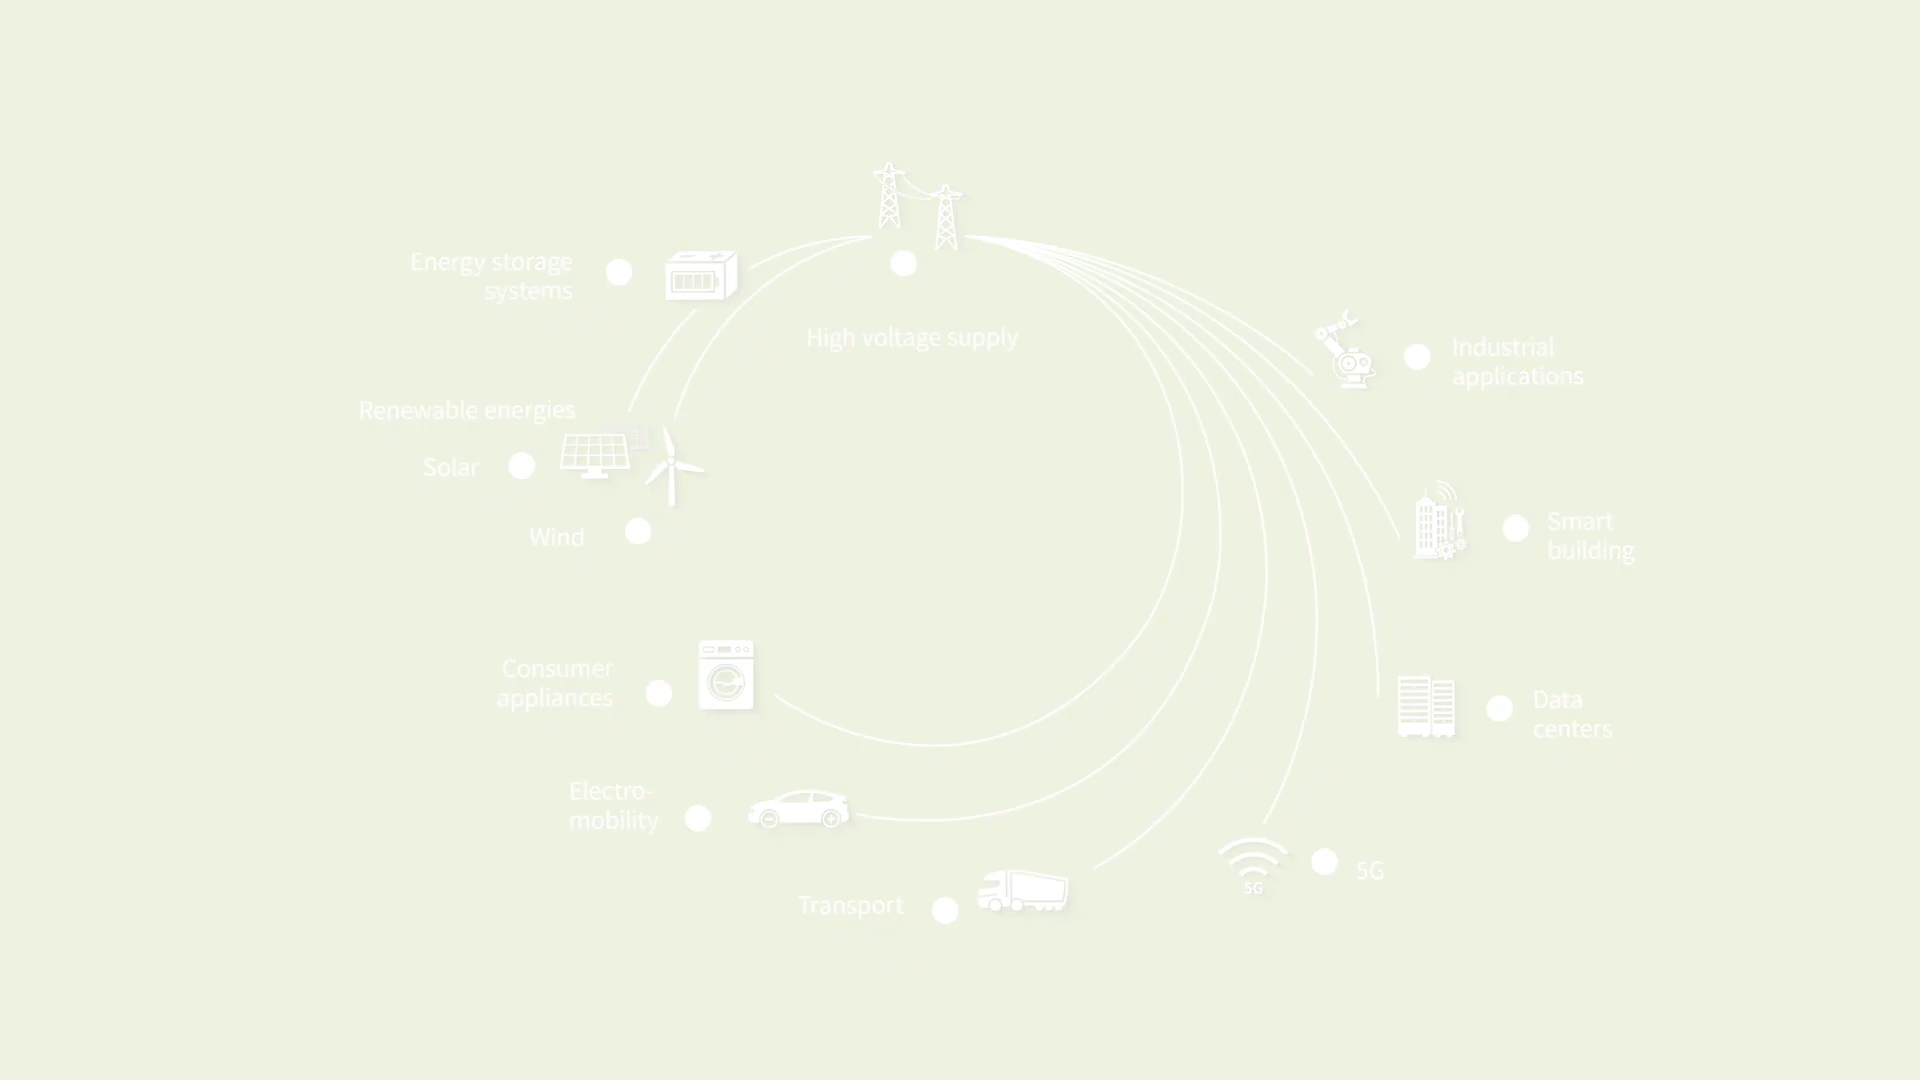 Energy storage
systems
High voltage supply
Industrial
applications
Renewable energies
Solar
Wind
Smart
building
Consumer
appliances
Data
centers
Electro-
mobility
5G
5G
Transport